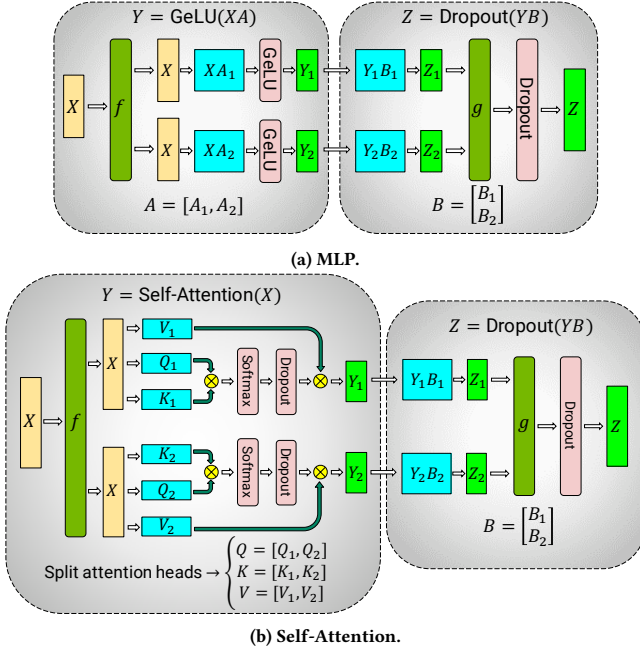 Y = GeLU(XA)
Z = Dropout(YB)
X
f
X
XA₁
GeLU
Y₁
Y₁B₁
Z₁
X
XA₂
GeLU
Y₂
Y₂B₂
Z₂
g
Dropout
Z
A = [A₁, A₂]
B = [B₁
B₂]
(a) MLP.
Y = Self-Attention(X)
Z = Dropout(YB)
X
f
X
V₁
Q₁
K₁
Softmax
Dropout
Y₁
Y₁B₁
Z₁
X
K₂
Q₂
V₂
Softmax
Dropout
Y₂
Y₂B₂
Z₂
g
Dropout
Z
B = [B₁
B₂]
Split attention heads → {
Q = [Q₁, Q₂]
K = [K₁, K₂]
V = [V₁, V₂]
(b) Self-Attention.